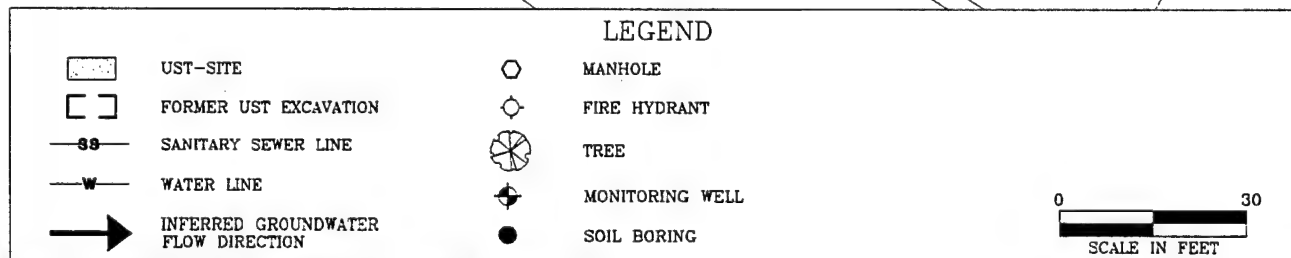 LEGEND
UST-SITE
FORMER UST EXCAVATION
SS
SANITARY SEWER LINE
W
WATER LINE
INFERRED GROUNDWATER
FLOW DIRECTION
MANHOLE
FIRE HYDRANT
TREE
MONITORING WELL
SOIL BORING
0 30
SCALE IN FEET